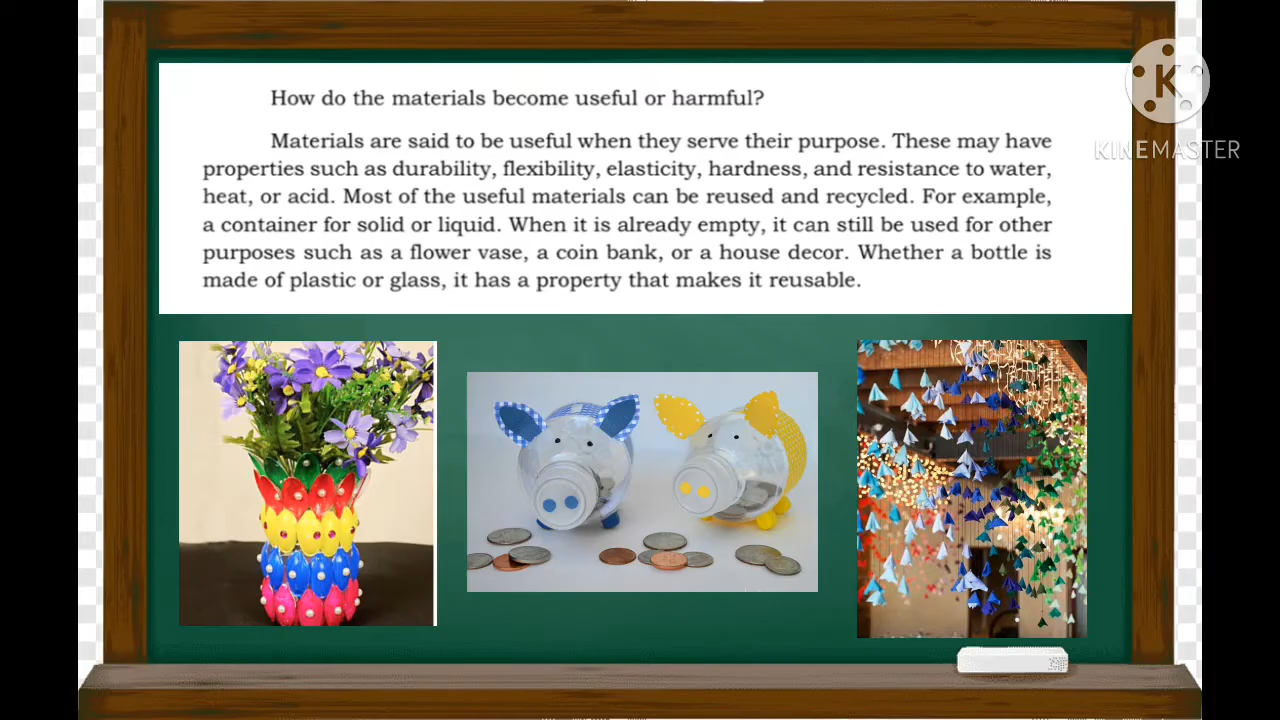 How do the materials become useful or harmful?
Materials are said to be useful when they serve their purpose. These may have
properties such as durability, flexibility, elasticity, hardness, and resistance to water,
heat, or acid. Most of the useful materials can be reused and recycled. For example,
a container for solid or liquid. When it is already empty, it can still be used for other
purposes such as a flower vase, a coin bank, or a house decor. Whether a bottle is
made of plastic or glass, it has a property that makes it reusable.
K
KINEMASTER